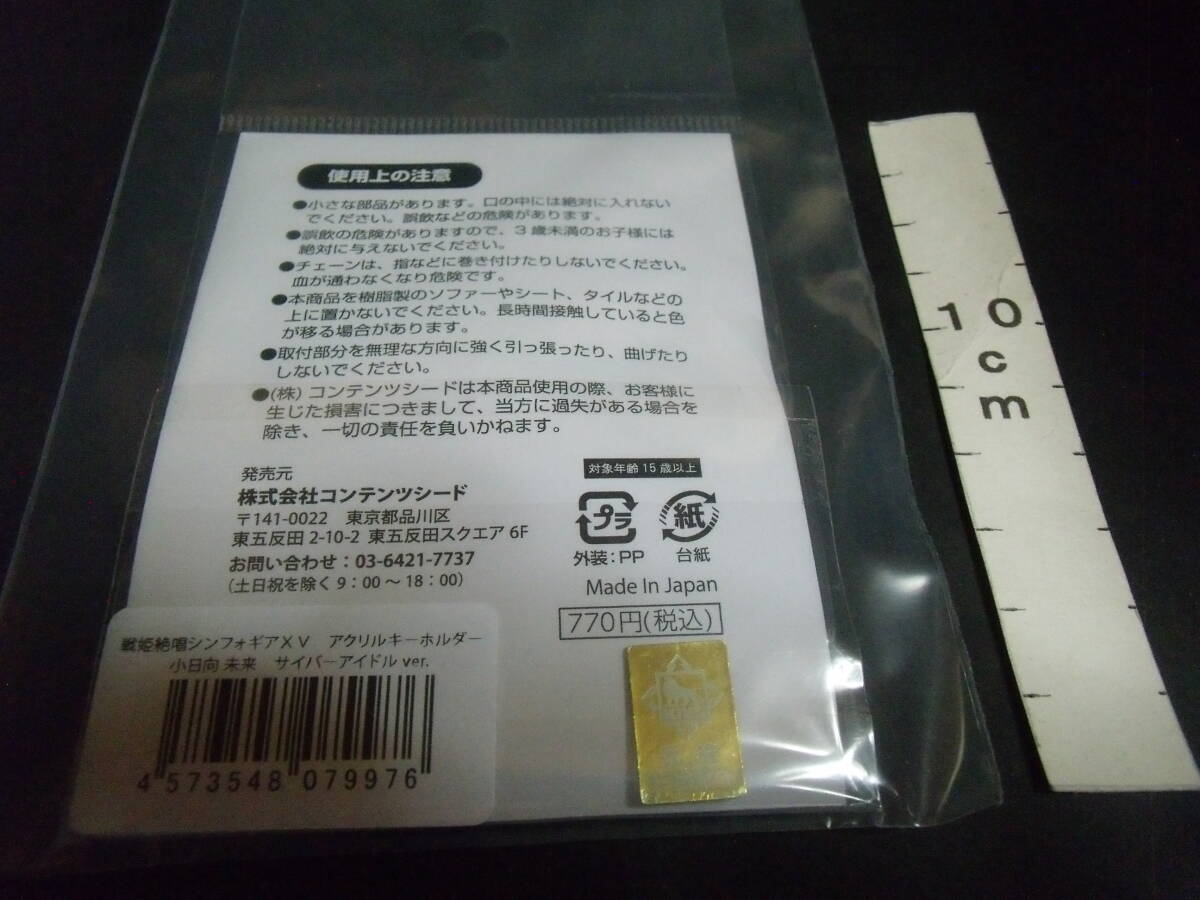 使用上の注意
●小さな部品があります。口の中には絶対に入れない
でください。誤飲などの危険があります。
●誤飲の危険がありますので、3歳未満のお子様には
絶対に与えないでください。
●チェーンは、指などに巻き付けたりしないでください。
血が通わなくなり危険です。
●本商品を樹脂製のソファーやシート、タイルなどの
上に置かないでください。長時間接触していると色
が移る場合があります。
●取付部分を無理な方向に強く引っ張ったり、曲げたり
しないでください。
●(株)コンテンツシードは本商品使用の際、お客様に
生じた損害につきまして、当方に過失がある場合を
除き、一切の責任を負いかねます。
発売元
株式会社コンテンツシード
〒141-0022 東京都品川区
東五反田 2-10-2 東五反田スクエア 6F
お問い合わせ：03-6421-7737
(土日祝を除く 9：00 〜 18：00)
対象年齢 15 歳以上
プラ
紙
外装：PP
台紙
Made In Japan
770円(税込)
戦姫絶唱シンフォギアXV アクリルキーホルダー
小日向 未来 サイバーアイドル ver.
4 573548 079976
10
cm